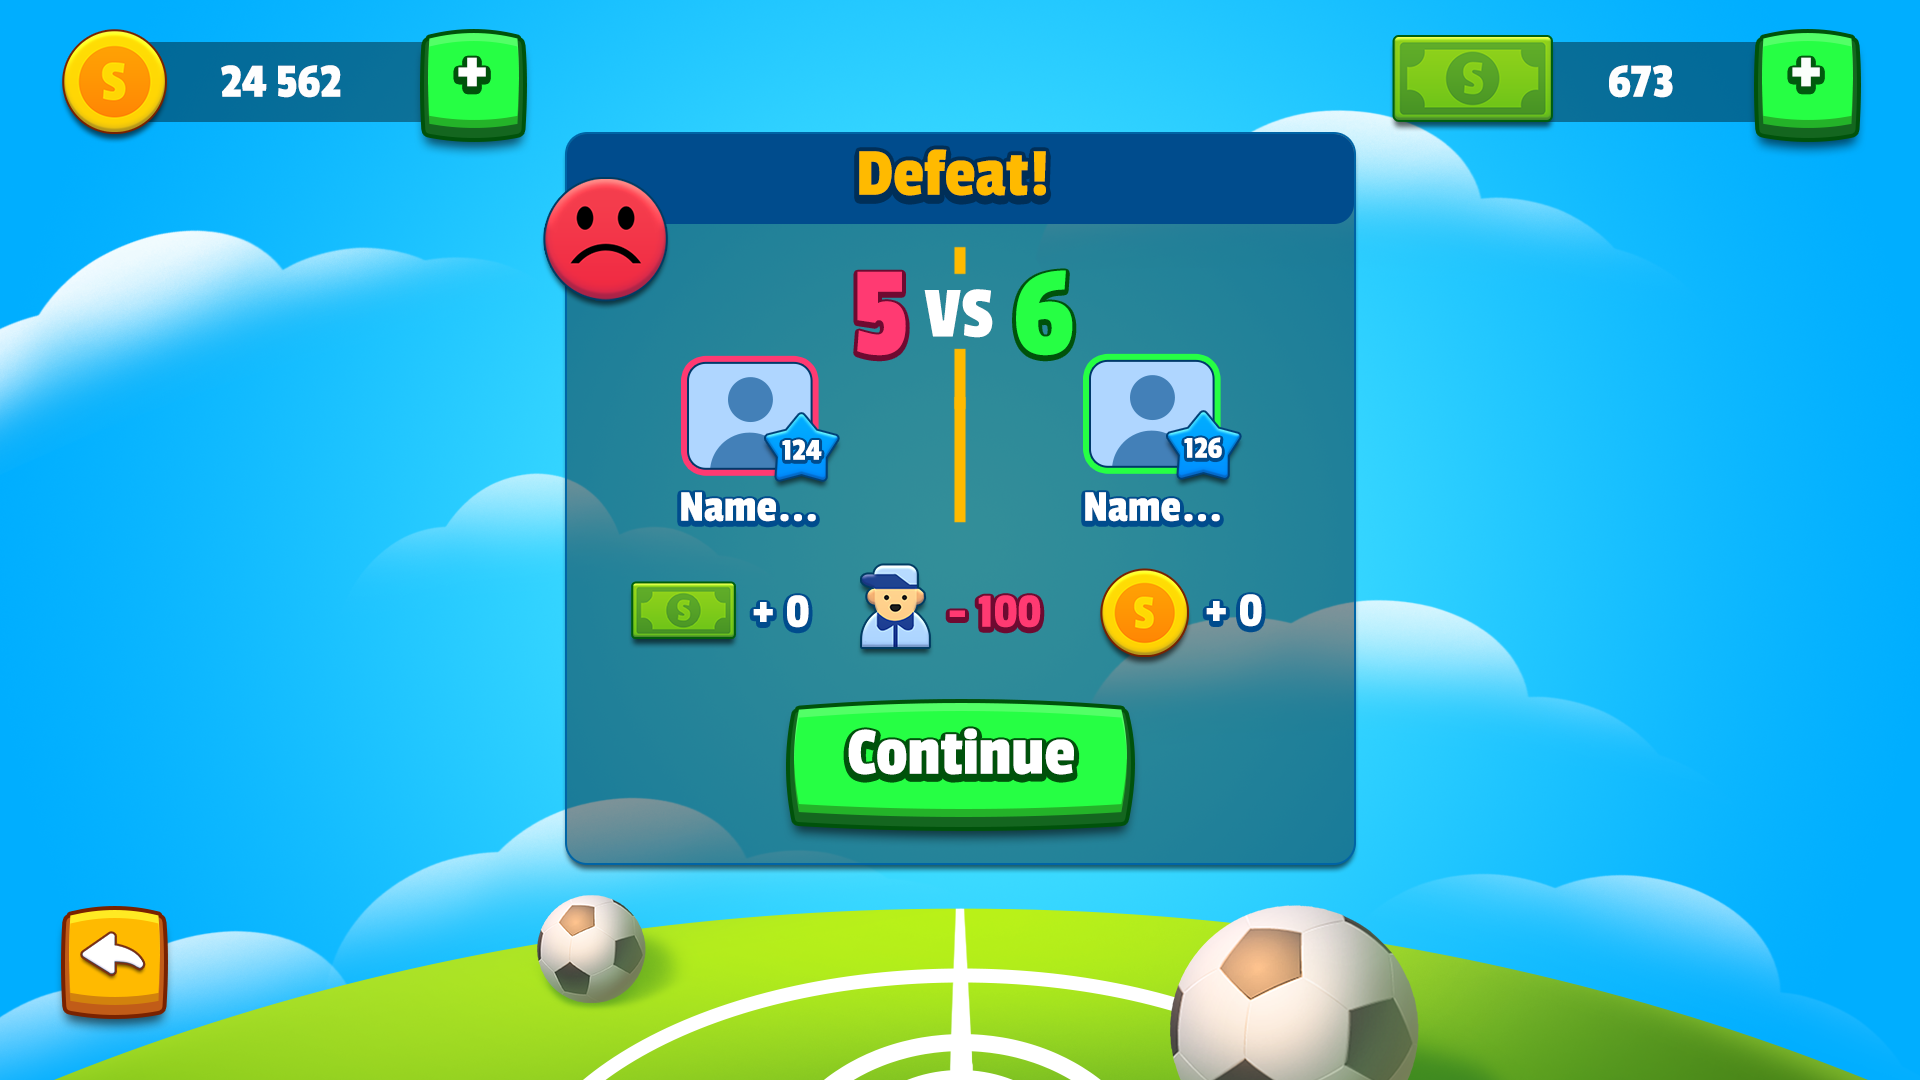 S 24 562 +
S 673 +
Defeat!
5 VS 6
124
126
Name...
Name...
S + 0
- 100
S + 0
Continue